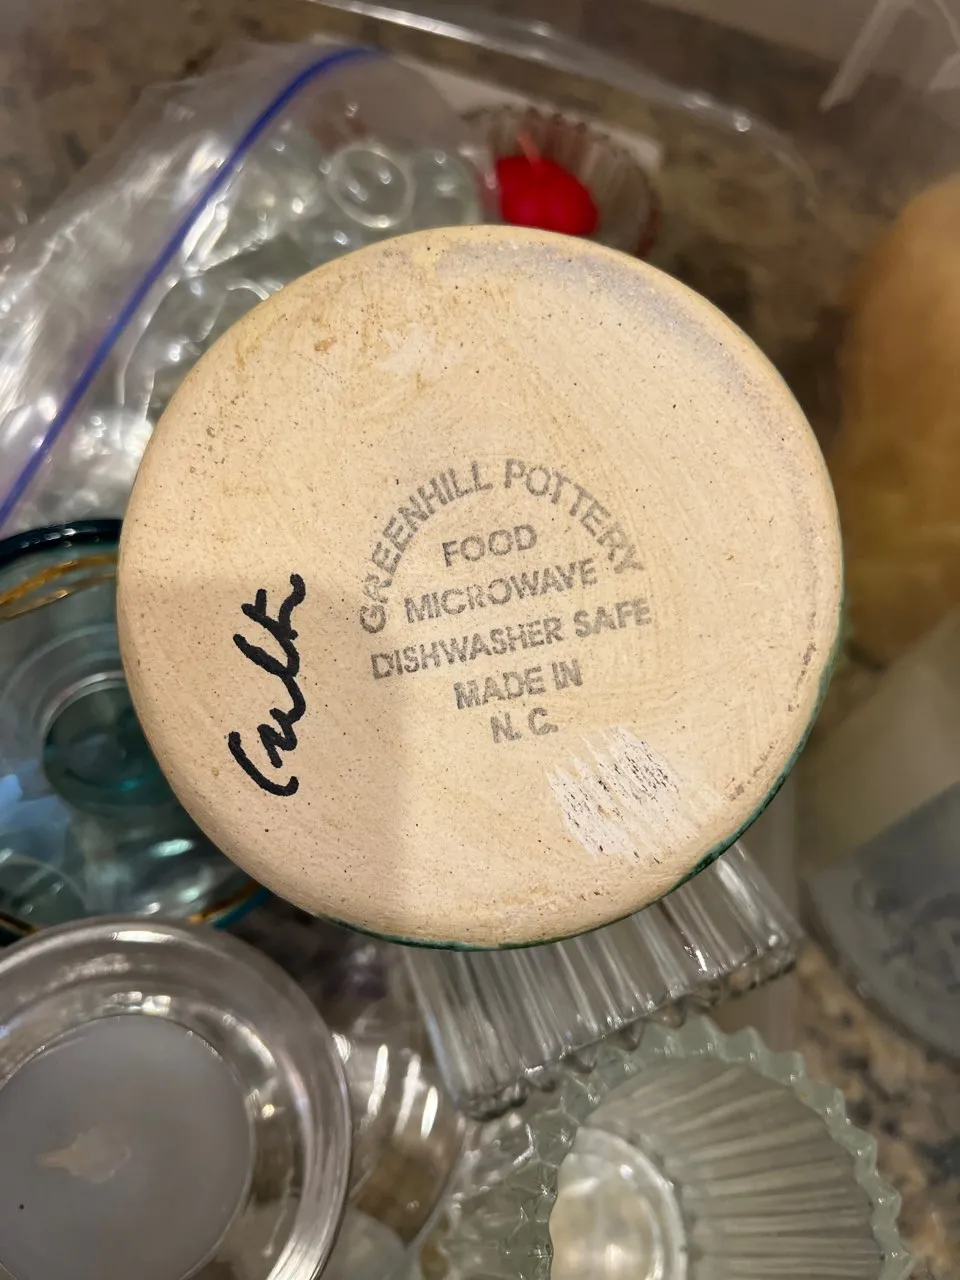 GREENHILL POTTERY
FOOD
MICROWAVE
DISHWASHER SAFE
MADE IN
N.C.